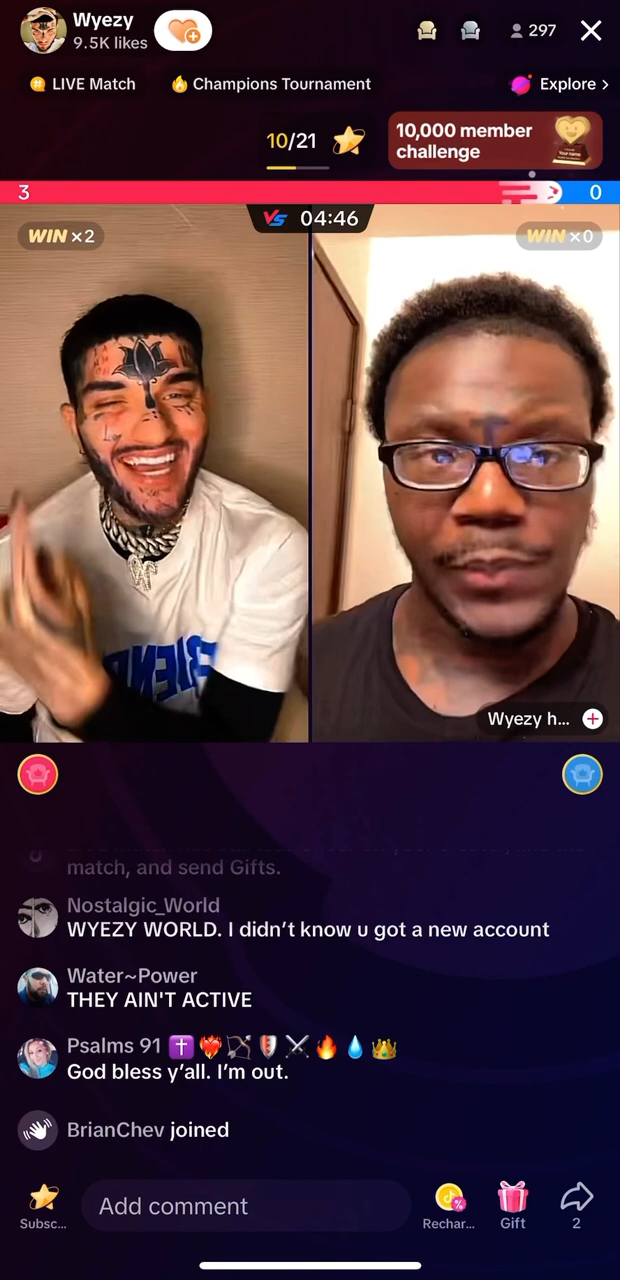 Wyezy
9.5K likes
297
LIVE Match
Champions Tournament
Explore >
10/21
10,000 member
challenge
3
0
VS 04:46
WIN ×2
WIN ×0
Wyezy h...
match, and send Gifts.
Nostalgic_World
WYEZY WORLD. I didn't know u got a new account
Water~Power
THEY AIN'T ACTIVE
Psalms 91 ✝️❤️‍🔥🏹🛡️⚔️🔥💧👑
God bless y'all. I'm out.
BrianChev joined
Add comment
Subsc...
Rechar...
Gift
2